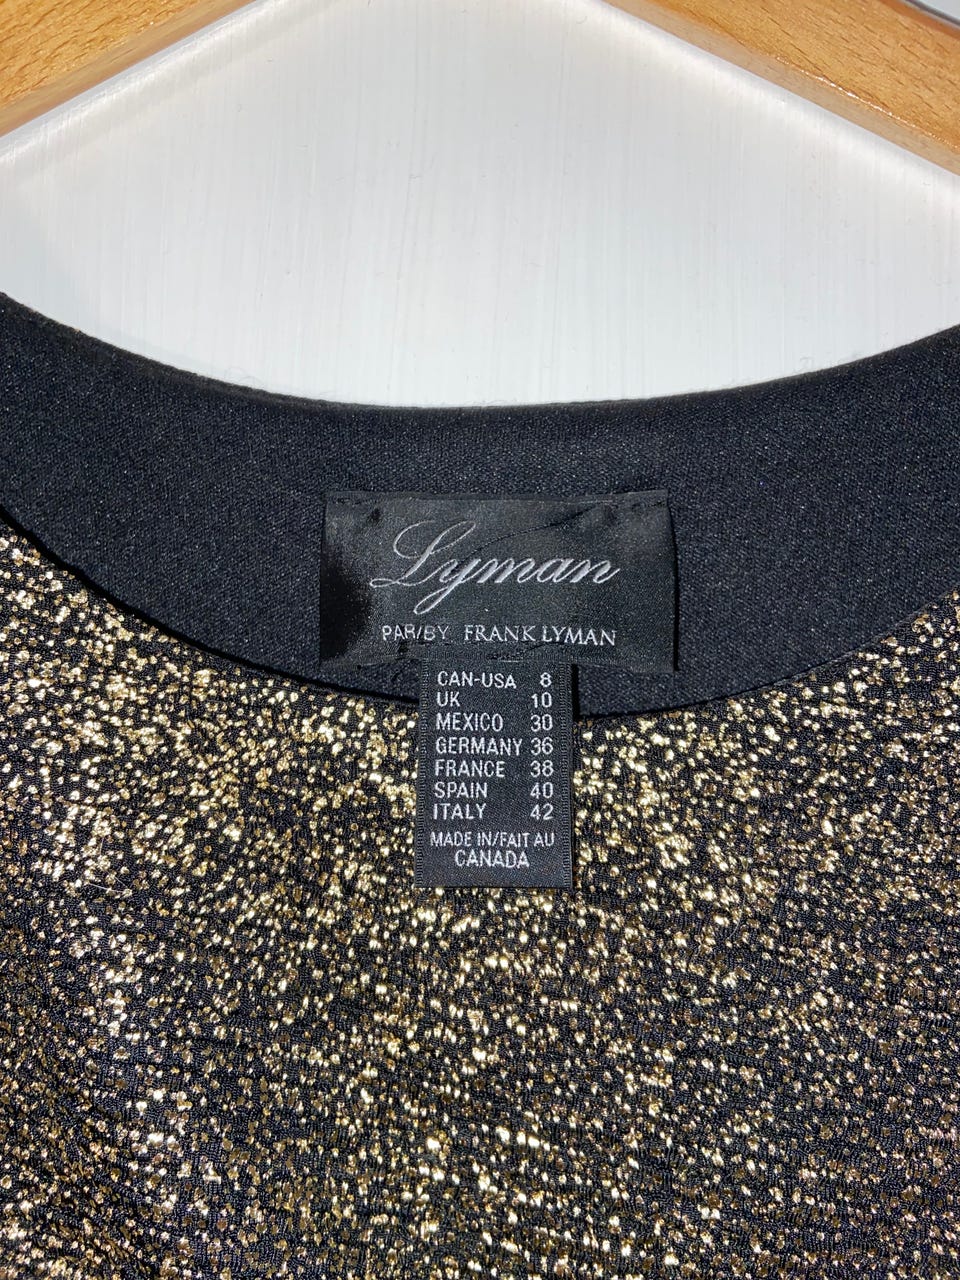 Lyman
PAR/BY FRANK LYMAN
CAN-USA 8
UK 10
MEXICO 30
GERMANY 36
FRANCE 38
SPAIN 40
ITALY 42
MADE IN/FAIT AU
CANADA